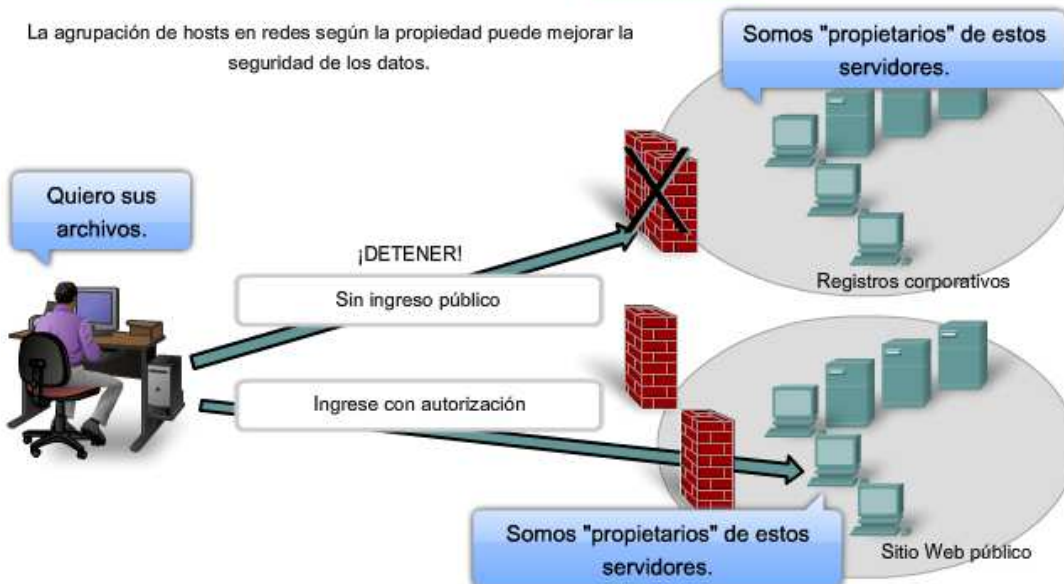 La agrupación de hosts en redes según la propiedad puede mejorar la
seguridad de los datos.
Somos "propietarios" de estos
servidores.
Quiero sus
archivos.
¡DETENER!
Sin ingreso público
Registros corporativos
Ingrese con autorización
Somos "propietarios" de estos
servidores.
Sitio Web público